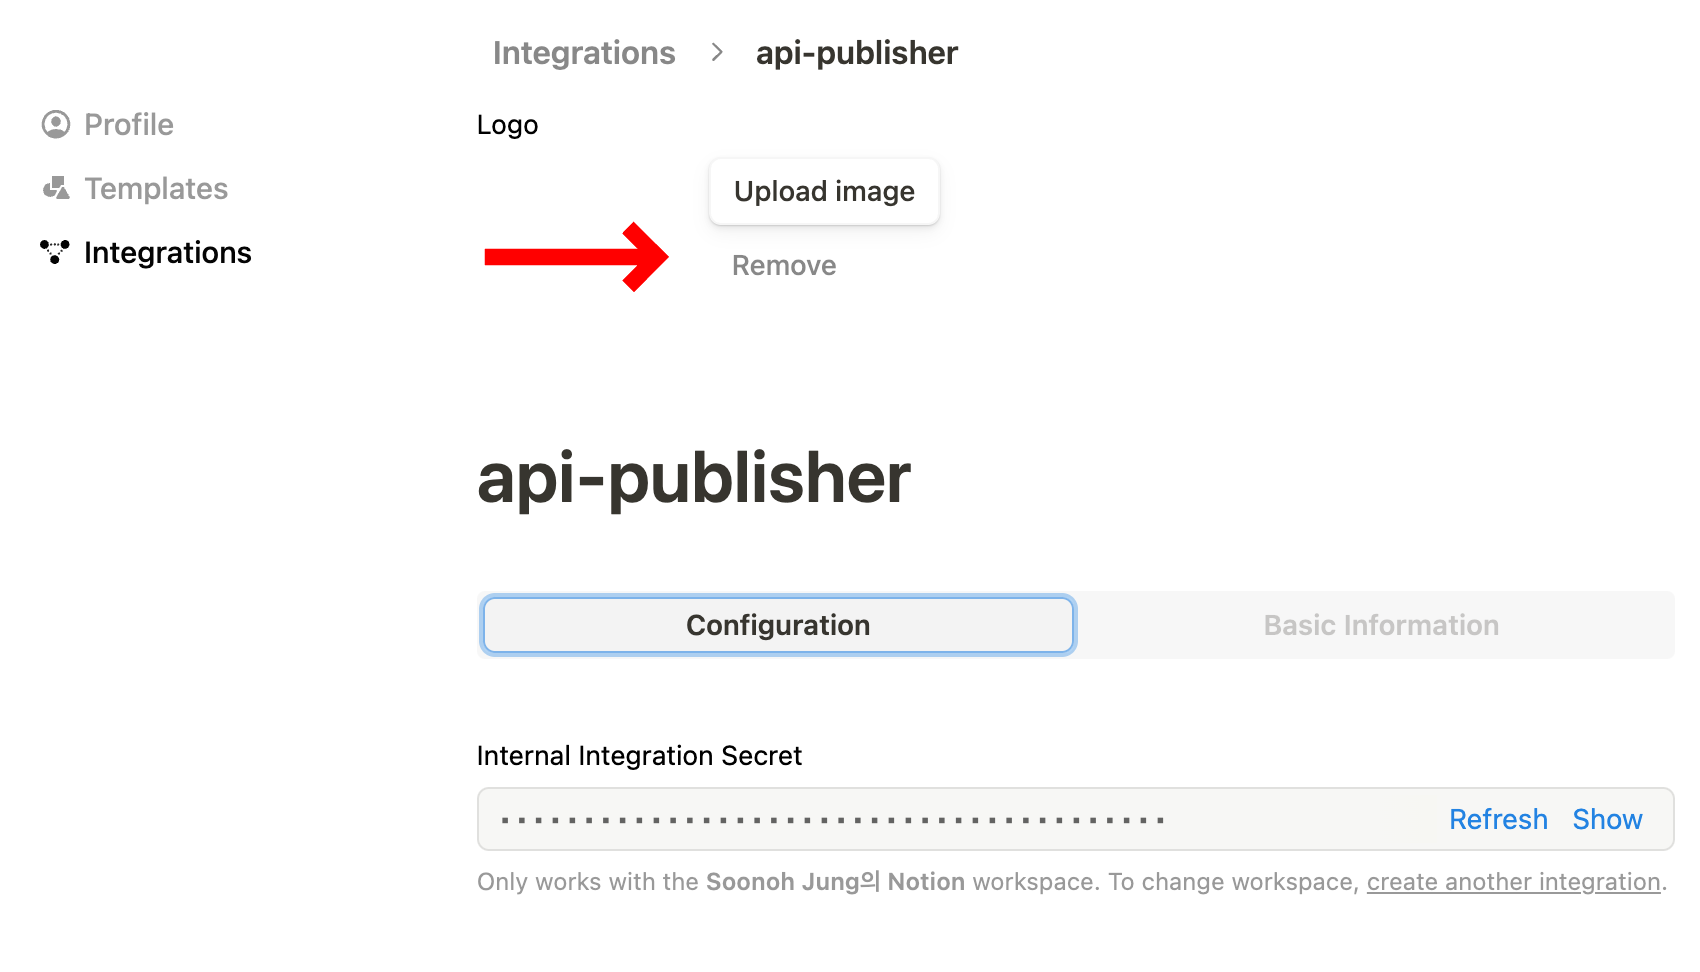 Integrations > api-publisher
Profile
Templates
Integrations
Logo
Upload image
Remove
api-publisher
Configuration
Basic Information
Internal Integration Secret
........................................
Refresh
Show
Only works with the Soonoh Jung의 Notion workspace. To change workspace, create another integration.